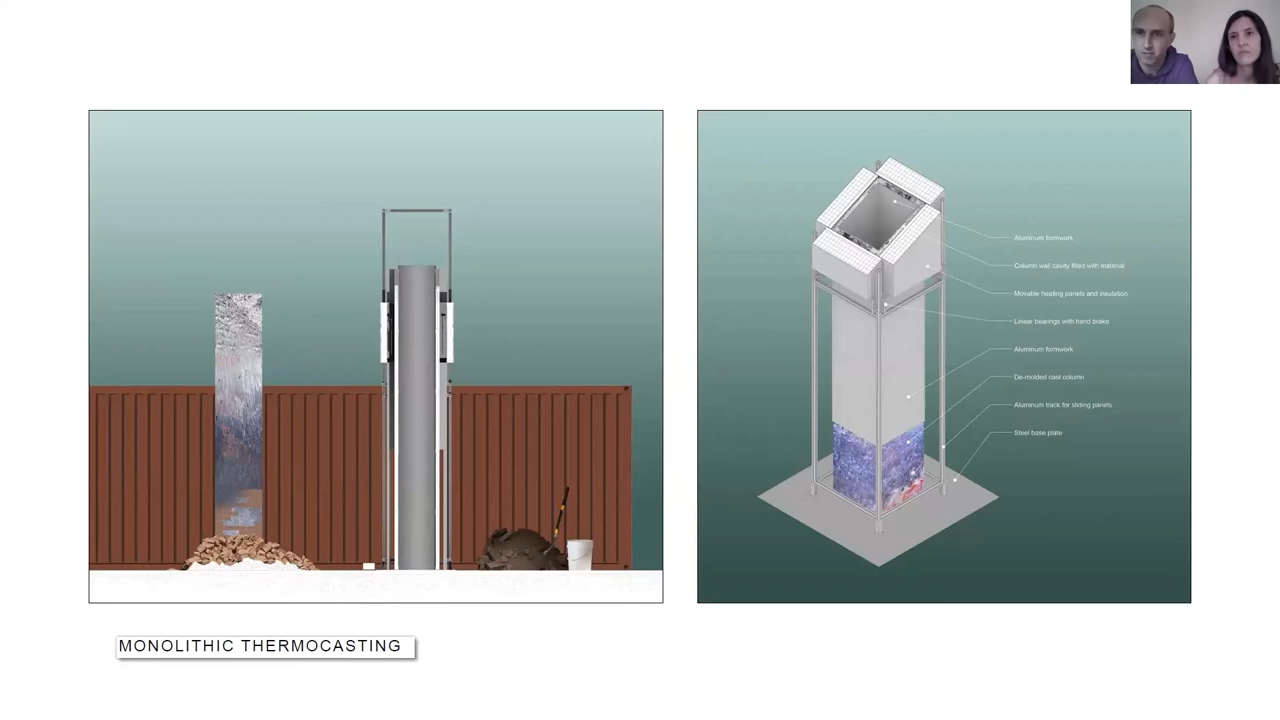 Aluminum formwork
Column wall cavity filled with material
Movable heating panels and insulation
Linear bearings with hand brake
Aluminum formwork
De-molded cast column
Aluminum track for sliding panels
Steel base plate
MONOLITHIC THERMOCASTING